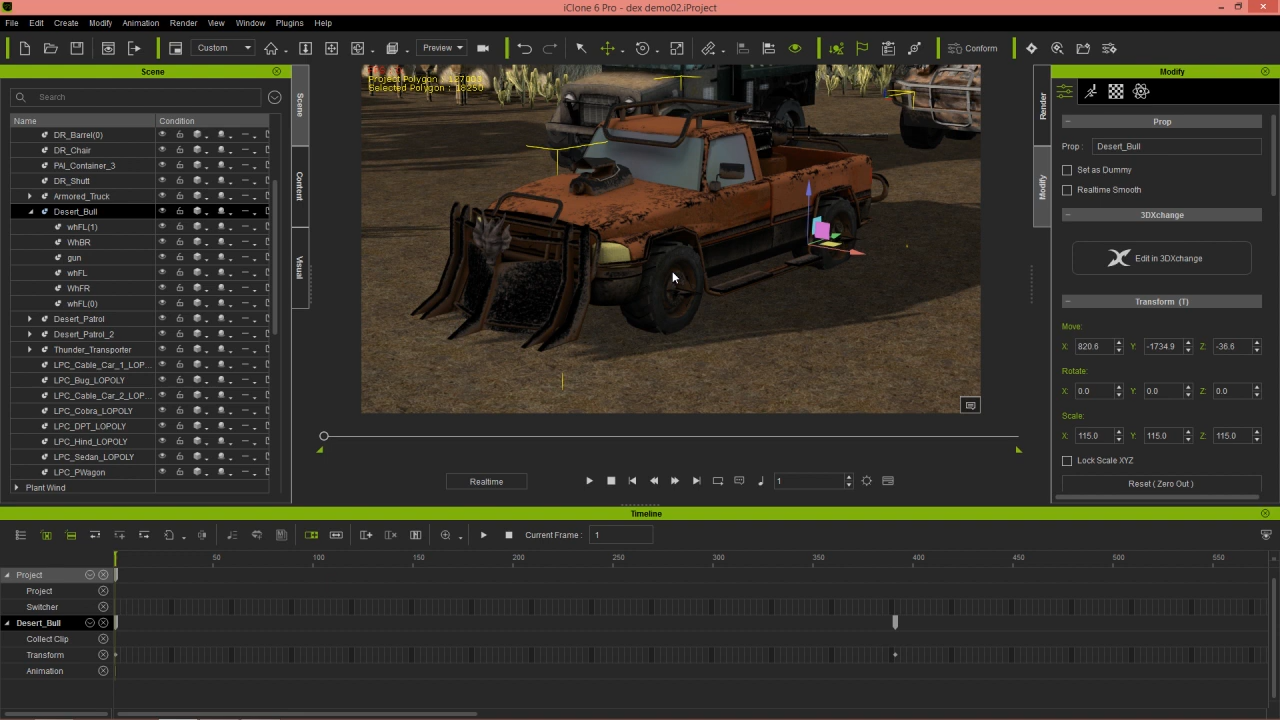 iClone 6 Pro - dex demo02.iProject
File Edit Create Modify Animation Render View Window Plugins Help
Custom Preview Conform
Scene
Search
Name Condition
DR_Barrel(0)
DR_Chair
PAI_Container_3
DR_Shutt
Armored_Truck
Desert_Bull
whFL(1)
WhBR
gun
whFL
WhFR
whFL(0)
Desert_Patrol
Desert_Patrol_2
Thunder_Transporter
LPC_Cable_Car_1_LOP...
LPC_Bug_LOPOLY
LPC_Cable_Car_2_LOP...
LPC_Cobra_LOPOLY
LPC_DPT_LOPOLY
LPC_Hind_LOPOLY
LPC_Sedan_LOPOLY
LPC_PWagon
Plant Wind
Scene
Content
Visual
Project Polygon : 127003
Selected Polygon : 18250
Realtime 1
Render
Modify
Modify
Prop
Prop : Desert_Bull
Set as Dummy
Realtime Smooth
3DXchange
Edit in 3DXchange
Transform (T)
Move:
X: 820.6 Y: -1734.9 Z: -36.6
Rotate:
X: 0.0 Y: 0.0 Z: 0.0
Scale:
X: 115.0 Y: 115.0 Z: 115.0
Lock Scale XYZ
Reset ( Zero Out )
Timeline
Current Frame : 1
50 100 150 200 250 300 350 400 450 500 550
Project
Project
Switcher
Desert_Bull
Collect Clip
Transform
Animation